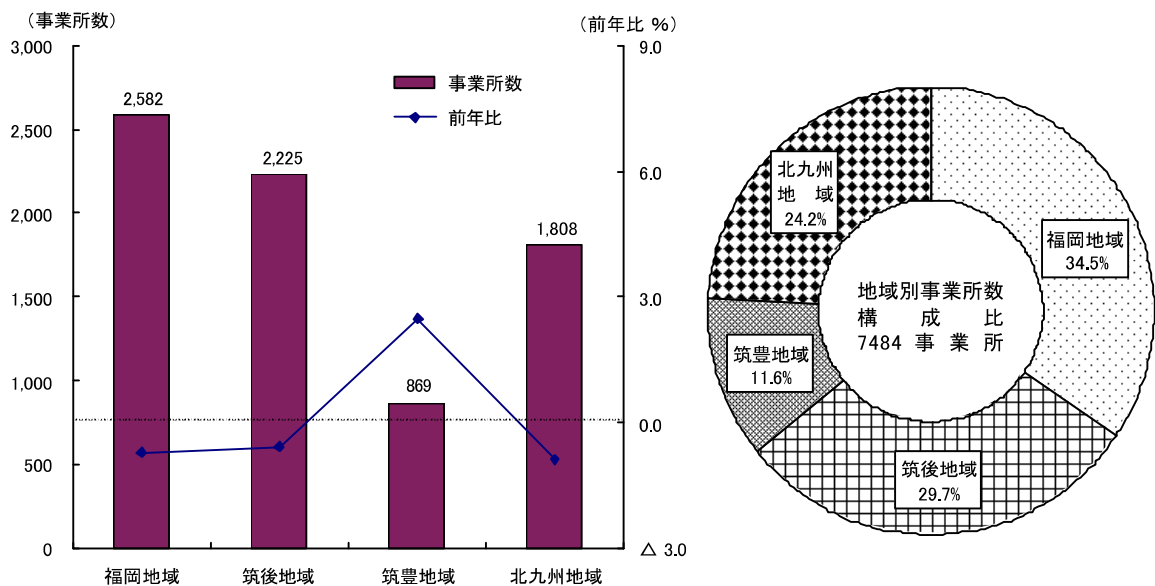 （事業所数）
（前年比 %）
3,000
2,500
2,000
1,500
1,000
500
0
9.0
6.0
3.0
0.0
△ 3.0
事業所数
前年比
2,582
2,225
869
1,808
福岡地域
筑後地域
筑豊地域
北九州地域
北九州
地 域
24.2%
福岡地域
34.5%
地域別事業所数
構 成 比
7484 事 業 所
筑豊地域
11.6%
筑後地域
29.7%